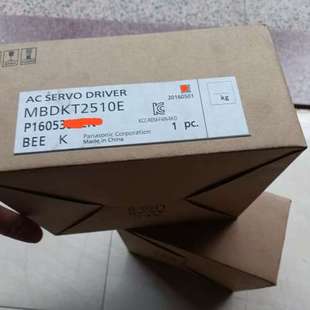 AC SERVO DRIVER
MBDKT2510E
20160501
P16053
BEE K
Panasonic Corporation
Made in China
1 pc.
kg